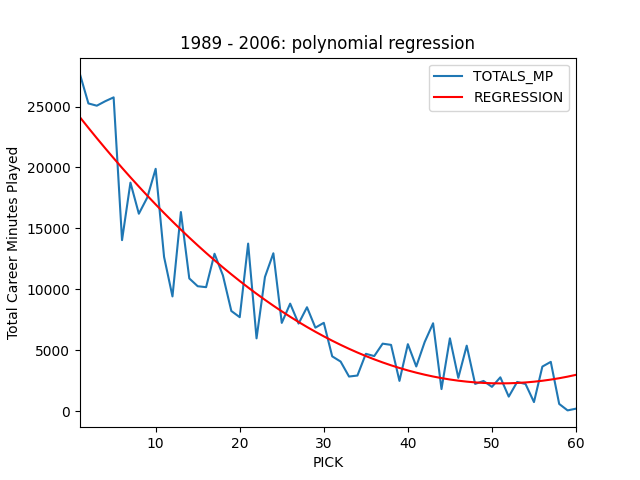 1989 - 2006: polynomial regression
TOTALS_MP
REGRESSION
Total Career Minutes Played
25000
20000
15000
10000
5000
0
10
20
30
40
50
60
PICK